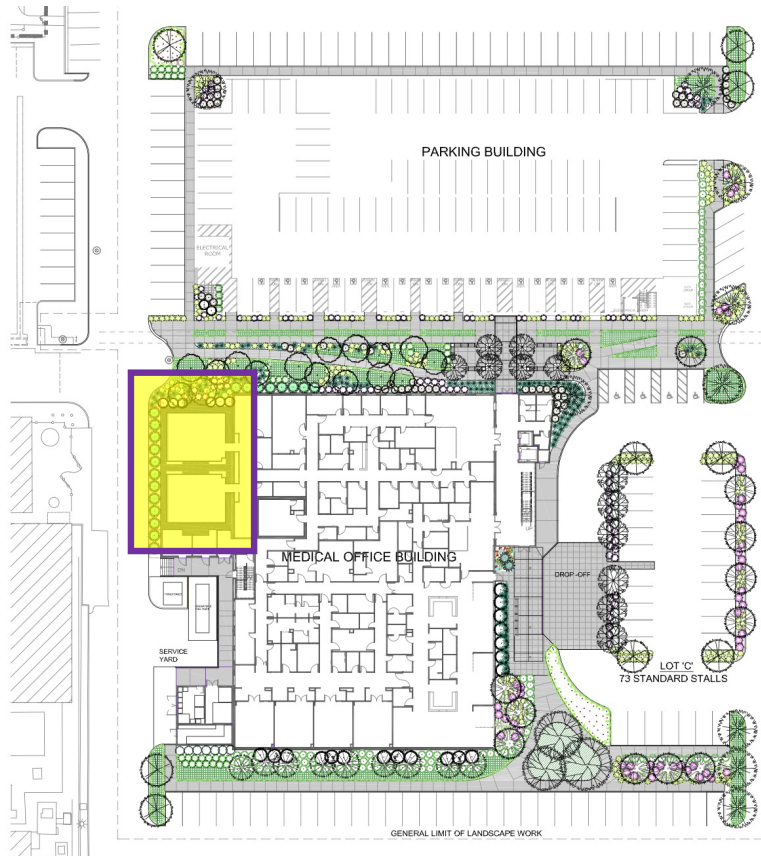 PARKING BUILDING
ELECTRICAL
ROOM
MEDICAL OFFICE BUILDING
DN
DROP-OFF
SERVICE
YARD
LOT 'C'
73 STANDARD STALLS
GENERAL LIMIT OF LANDSCAPE WORK